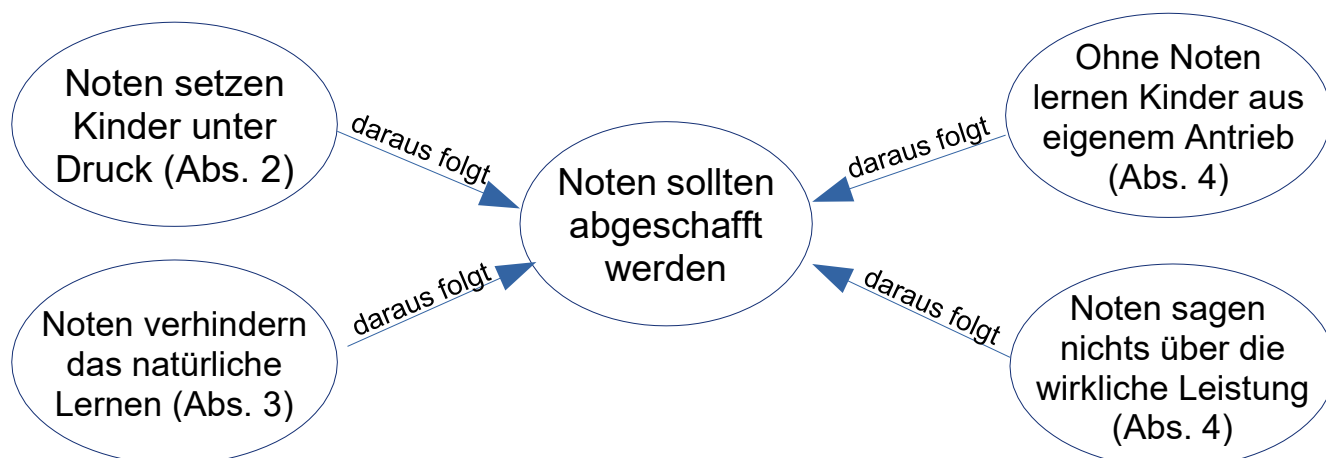 Noten setzen
Kinder unter
Druck (Abs. 2)
daraus folgt
Noten verhindern
das natürliche
Lernen (Abs. 3)
daraus folgt
Noten sollten
abgeschafft
werden
Ohne Noten
lernen Kinder aus
eigenem Antrieb
(Abs. 4)
daraus folgt
Noten sagen
nichts über die
wirkliche Leistung
(Abs. 4)
daraus folgt